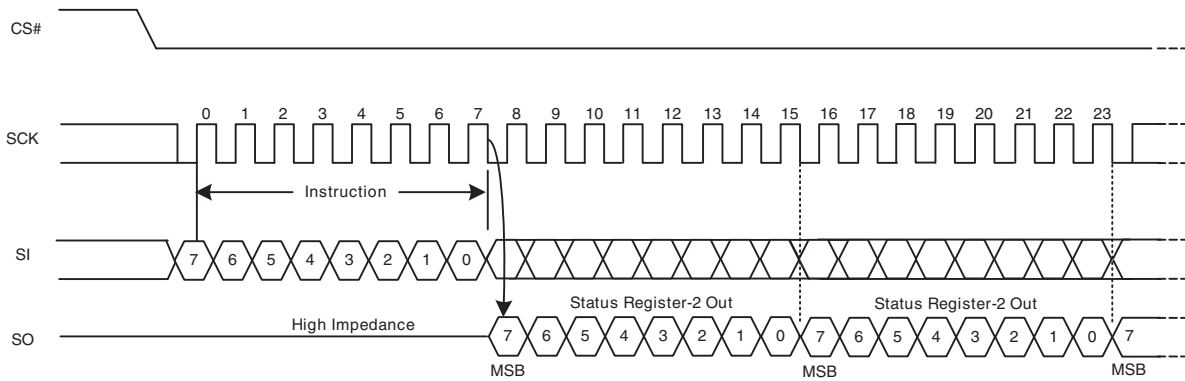 CS#
0 1 2 3 4 5 6 7 8 9 10 11 12 13 14 15 16 17 18 19 20 21 22 23
SCK
Instruction
SI 7 6 5 4 3 2 1 0
Status Register-2 Out Status Register-2 Out
High Impedance
SO 7 6 5 4 3 2 1 0 7 6 5 4 3 2 1 0 7
MSB MSB MSB